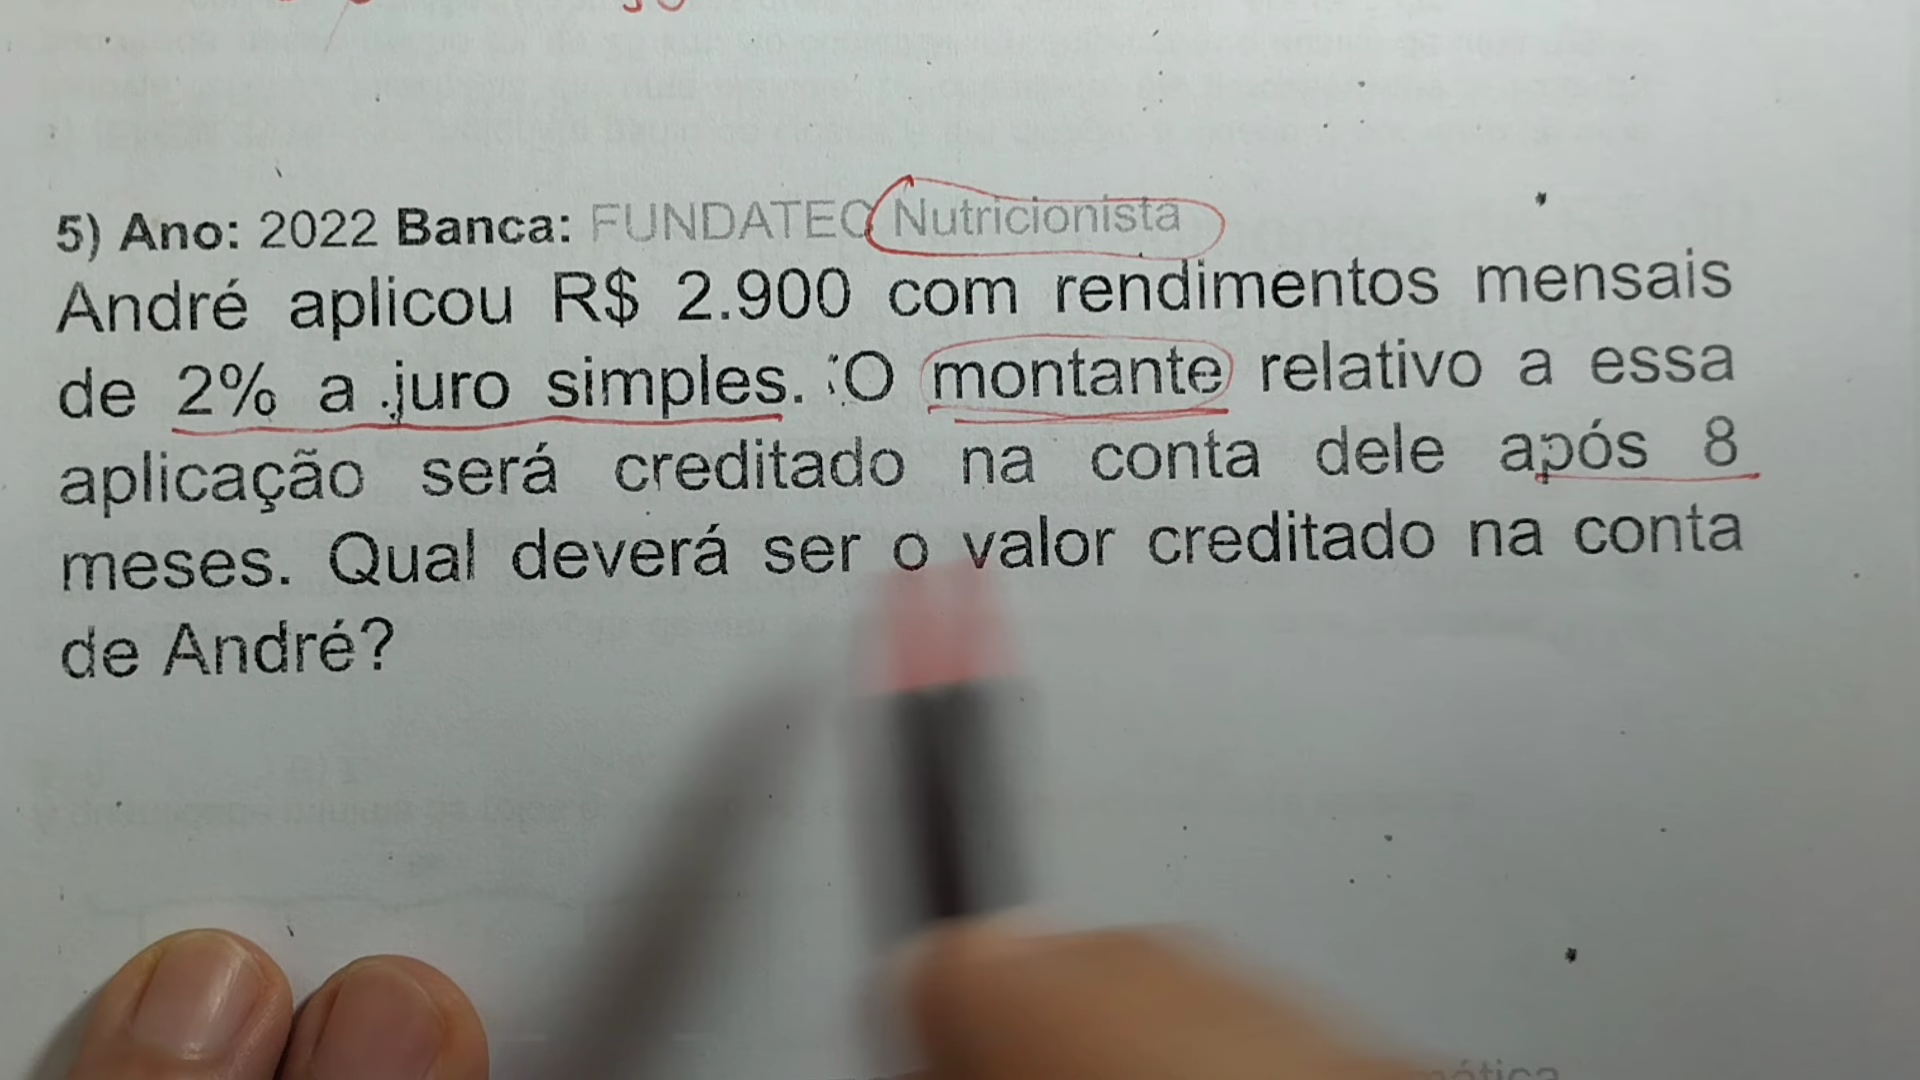 5) Ano: 2022 Banca: FUNDATEC Nutricionista
André aplicou R$ 2.900 com rendimentos mensais
de 2% a juro simples. O montante relativo a essa
aplicação será creditado na conta dele após 8
meses. Qual deverá ser o valor creditado na conta
de André?